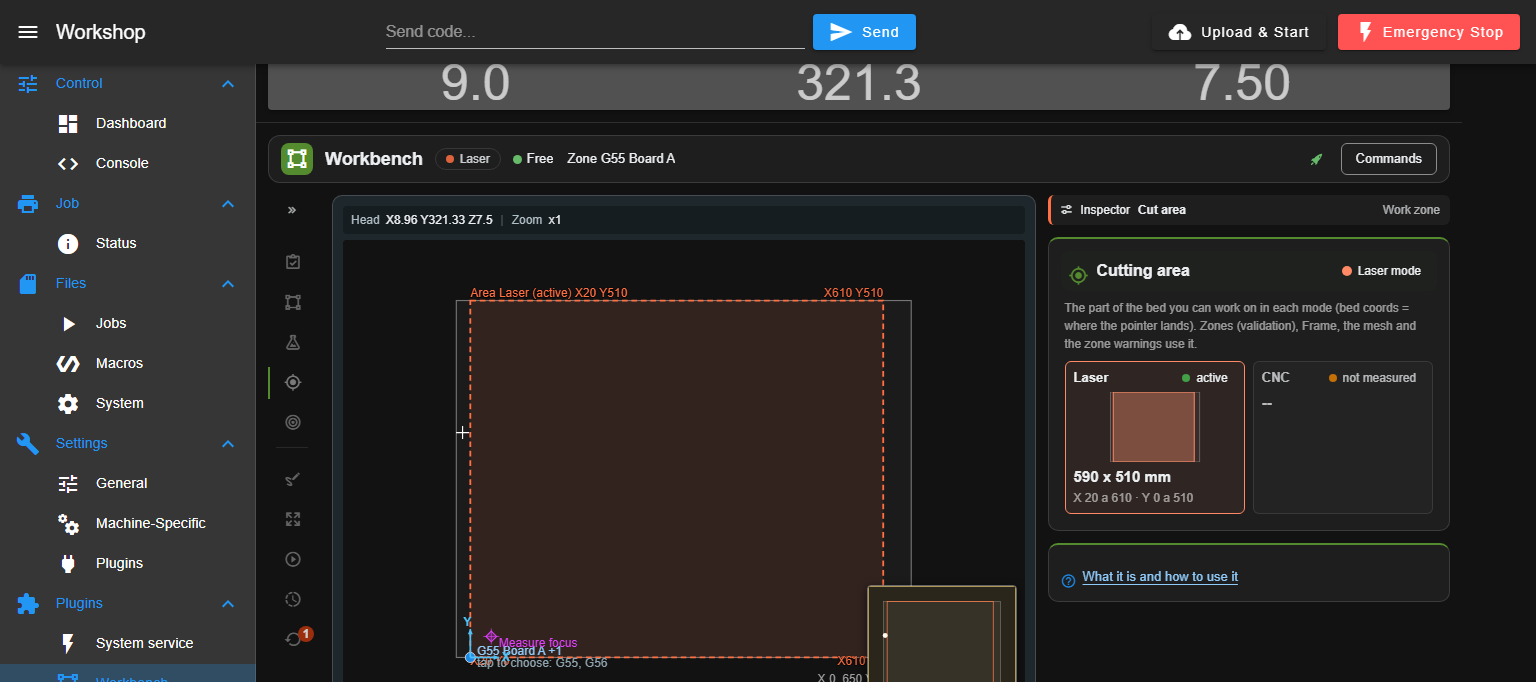 Workshop
Send code...
Send
Upload & Start
Emergency Stop
Control
Dashboard
Console
Job
Status
Files
Jobs
Macros
System
Settings
General
Machine-Specific
Plugins
Plugins
System service
Workbench
9.0 321.3 7.50
Workbench Laser Free Zone G55 Board A
Commands
»
1
Head X8.96 Y321.33 Z7.5 | Zoom x1
Area Laser (active) X20 Y510 X610 Y510
Y
Measure focus
G55 Board A +1
Tap to choose: G55, G56
X610
X 0..650
Inspector Cut area Work zone
Cutting area Laser mode
The part of the bed you can work on in each mode (bed coords =
where the pointer lands). Zones (validation), Frame, the mesh and
the zone warnings use it.
Laser active
590 x 510 mm
X 20 a 610 · Y 0 a 510
CNC not measured
--
What it is and how to use it